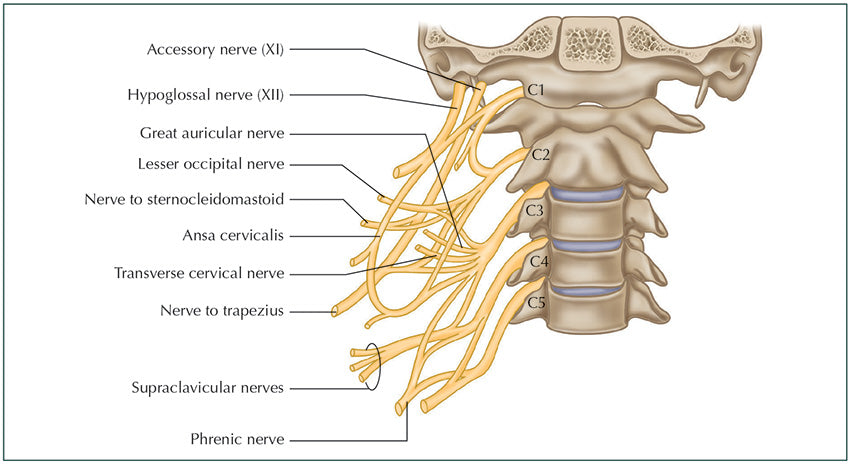 Accessory nerve (XI)
Hypoglossal nerve (XII)
Great auricular nerve
Lesser occipital nerve
Nerve to sternocleidomastoid
Ansa cervicalis
Transverse cervical nerve
Nerve to trapezius
Supraclavicular nerves
Phrenic nerve
C1
C2
C3
C4
C5